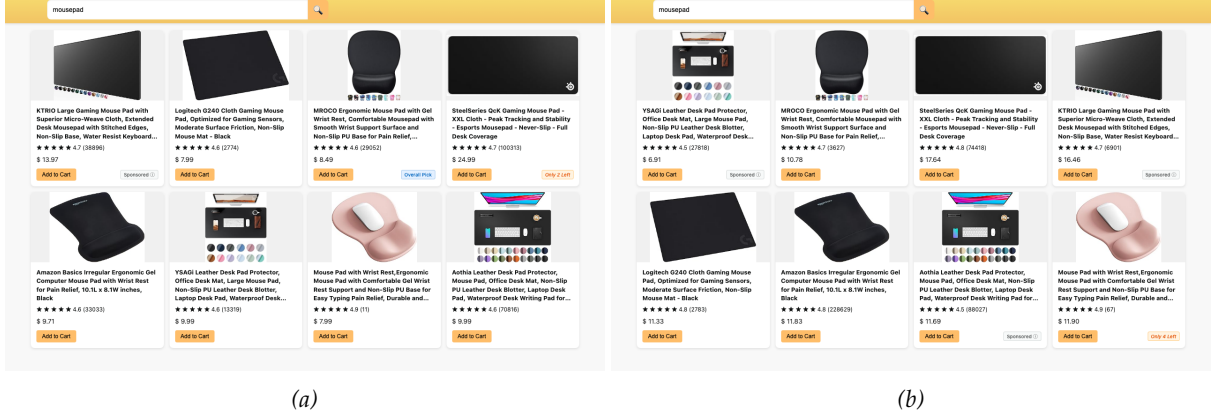 mousepad
KTRIO Large Gaming Mouse Pad with
Superior Micro-Weave Cloth, Extended
Desk Mousepad with Stitched Edges,
Non-Slip Base, Water Resist Keyboard...
★★★★★ 4.7 (38896)
$ 13.97
Add to Cart
Sponsored ⓘ
Logitech G240 Cloth Gaming Mouse
Pad, Optimized for Gaming Sensors,
Moderate Surface Friction, Non-Slip
Mouse Mat - Black
★★★★★ 4.6 (2774)
$ 7.99
Add to Cart
MROCO Ergonomic Mouse Pad with Gel
Wrist Rest, Comfortable Mousepad with
Smooth Wrist Support Surface and
Non-Slip PU Base for Pain Relief,...
★★★★★ 4.6 (29052)
$ 8.49
Add to Cart
Overall Pick
SteelSeries QcK Gaming Mouse Pad -
XXL Cloth - Peak Tracking and Stability
- Esports Mousepad - Never-Slip - Full
Desk Coverage
★★★★★ 4.7 (100313)
$ 24.99
Add to Cart
Only 2 Left
Amazon Basics Irregular Ergonomic Gel
Computer Mouse Pad with Wrist Rest
for Pain Relief, 10.1L x 8.1W inches,
Black
★★★★★ 4.6 (33033)
$ 9.71
Add to Cart
YSAGi Leather Desk Pad Protector,
Office Desk Mat, Large Mouse Pad,
Non-Slip PU Leather Desk Blotter,
Laptop Desk Pad, Waterproof Desk...
★★★★★ 4.6 (13319)
$ 9.99
Add to Cart
Mouse Pad with Wrist Rest,Ergonomic
Mouse Pad with Comfortable Gel Wrist
Rest Support and Non-Slip PU Base for
Easy Typing Pain Relief, Durable and...
★★★★★ 4.9 (11)
$ 7.99
Add to Cart
Aothia Leather Desk Pad Protector,
Mouse Pad, Office Desk Mat, Non-Slip
PU Leather Desk Blotter, Laptop Desk
Pad, Waterproof Desk Writing Pad for...
★★★★★ 4.6 (70816)
$ 9.99
Add to Cart
(a)
mousepad
YSAGi Leather Desk Pad Protector,
Office Desk Mat, Large Mouse Pad,
Non-Slip PU Leather Desk Blotter,
Laptop Desk Pad, Waterproof Desk...
★★★★★ 4.5 (27818)
$ 6.91
Add to Cart
Sponsored ⓘ
MROCO Ergonomic Mouse Pad with Gel
Wrist Rest, Comfortable Mousepad with
Smooth Wrist Support Surface and
Non-Slip PU Base for Pain Relief,...
★★★★★ 4.7 (3627)
$ 10.78
Add to Cart
SteelSeries QcK Gaming Mouse Pad -
XXL Cloth - Peak Tracking and Stability
- Esports Mousepad - Never-Slip - Full
Desk Coverage
★★★★★ 4.8 (74418)
$ 17.64
Add to Cart
KTRIO Large Gaming Mouse Pad with
Superior Micro-Weave Cloth, Extended
Desk Mousepad with Stitched Edges,
Non-Slip Base, Water Resist Keyboard...
★★★★★ 4.7 (6901)
$ 16.46
Add to Cart
Sponsored ⓘ
Logitech G240 Cloth Gaming Mouse
Pad, Optimized for Gaming Sensors,
Moderate Surface Friction, Non-Slip
Mouse Mat - Black
★★★★★ 4.8 (2783)
$ 11.33
Add to Cart
Amazon Basics Irregular Ergonomic Gel
Computer Mouse Pad with Wrist Rest
for Pain Relief, 10.1L x 8.1W inches,
Black
★★★★★ 4.8 (228629)
$ 11.83
Add to Cart
Aothia Leather Desk Pad Protector,
Mouse Pad, Office Desk Mat, Non-Slip
PU Leather Desk Blotter, Laptop Desk
Pad, Waterproof Desk Writing Pad for...
★★★★★ 4.5 (88027)
$ 11.69
Add to Cart
Sponsored ⓘ
Mouse Pad with Wrist Rest,Ergonomic
Mouse Pad with Comfortable Gel Wrist
Rest Support and Non-Slip PU Base for
Easy Typing Pain Relief, Durable and...
★★★★★ 4.9 (67)
$ 11.90
Add to Cart
Only 4 Left
(b)